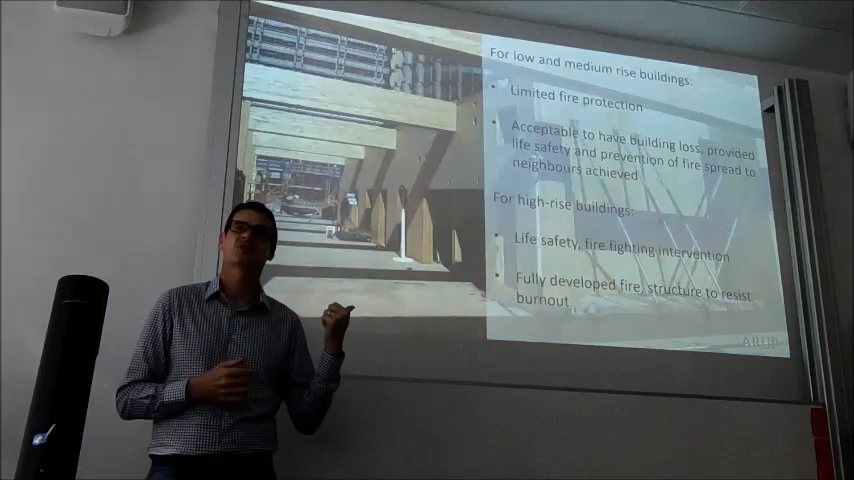 For low and medium rise buildings:
• Limited fire protection
• Acceptable to have building loss, provided
life safety and prevention of fire spread to
neighbours achieved
For high-rise buildings:
• Life safety, fire fighting intervention
• Fully developed fire, structure to resist
burnout
ARUP